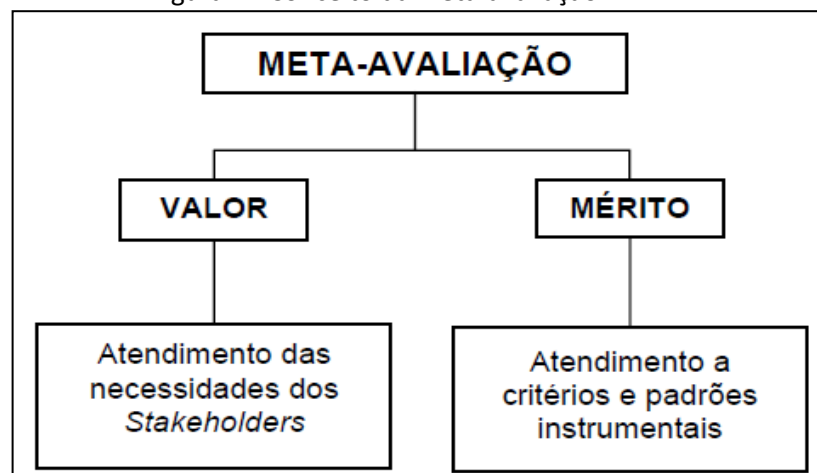 META-AVALIAÇÃO
VALOR
MÉRITO
Atendimento das
necessidades dos
Stakeholders
Atendimento a
critérios e padrões
instrumentais